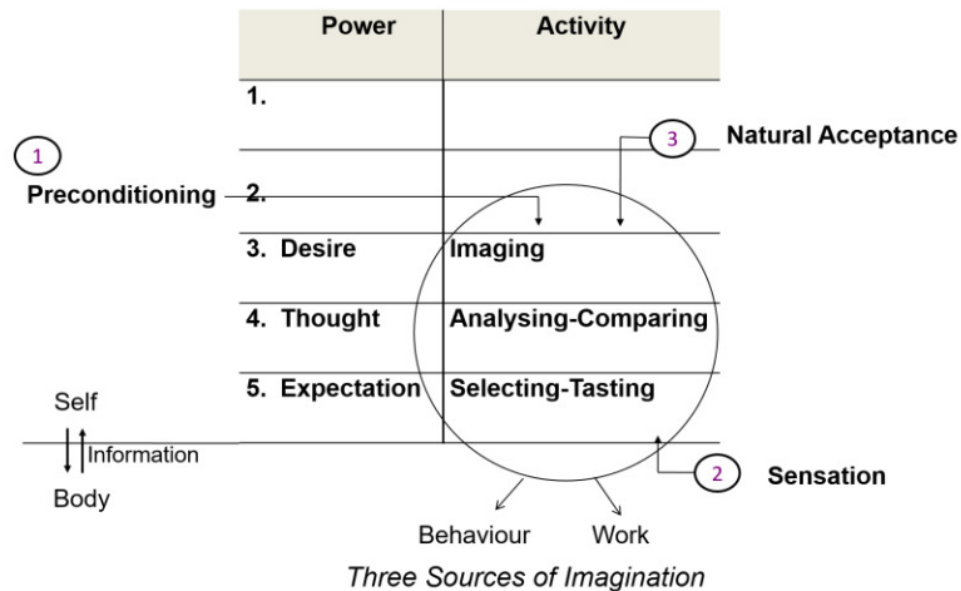 Power Activity
1.
3 Natural Acceptance
1
Preconditioning 2.
3. Desire Imaging
4. Thought Analysing-Comparing
5. Expectation Selecting-Tasting
Self
Information
Body
2 Sensation
Behaviour Work
Three Sources of Imagination